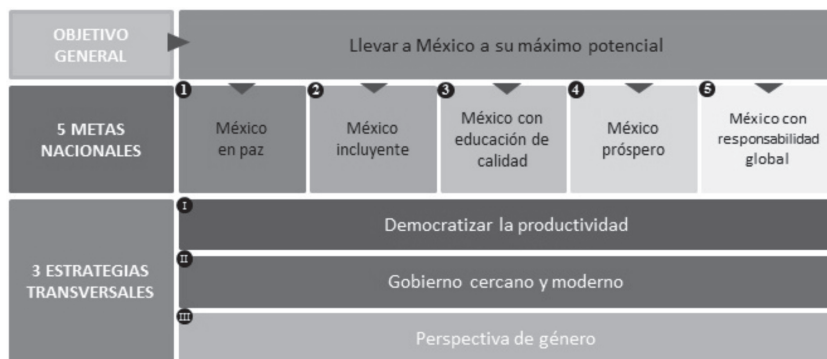 OBJETIVO
GENERAL
Llevar a México a su máximo potencial
5 METAS
NACIONALES
1
México
en paz
2
México
incluyente
3
México con
educación de
calidad
4
México
próspero
5
México con
responsabilidad
global
3 ESTRATEGIAS
TRANSVERSALES
I
Democratizar la productividad
II
Gobierno cercano y moderno
III
Perspectiva de género